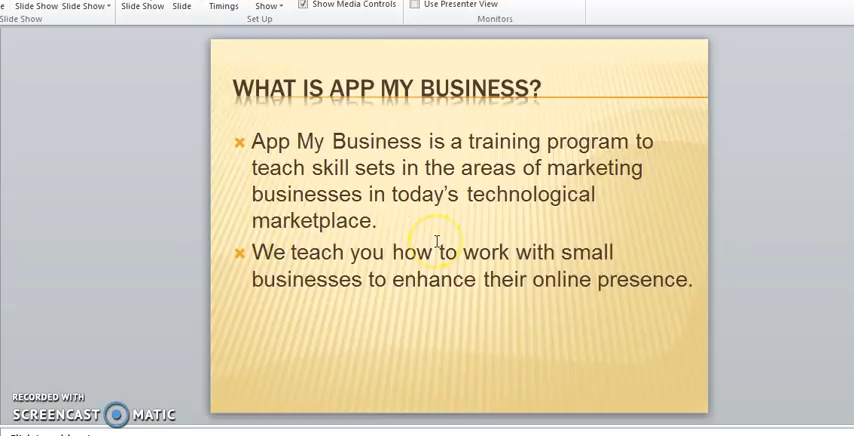 e Slide Show Slide Show Slide Show Slide Timings Show Show Media Controls Use Presenter View
Slide Show Set Up Monitors
WHAT IS APP MY BUSINESS?
App My Business is a training program to
teach skill sets in the areas of marketing
businesses in today's technological
marketplace.
We teach you how to work with small
businesses to enhance their online presence.
RECORDED WITH
SCREENCAST MATIC